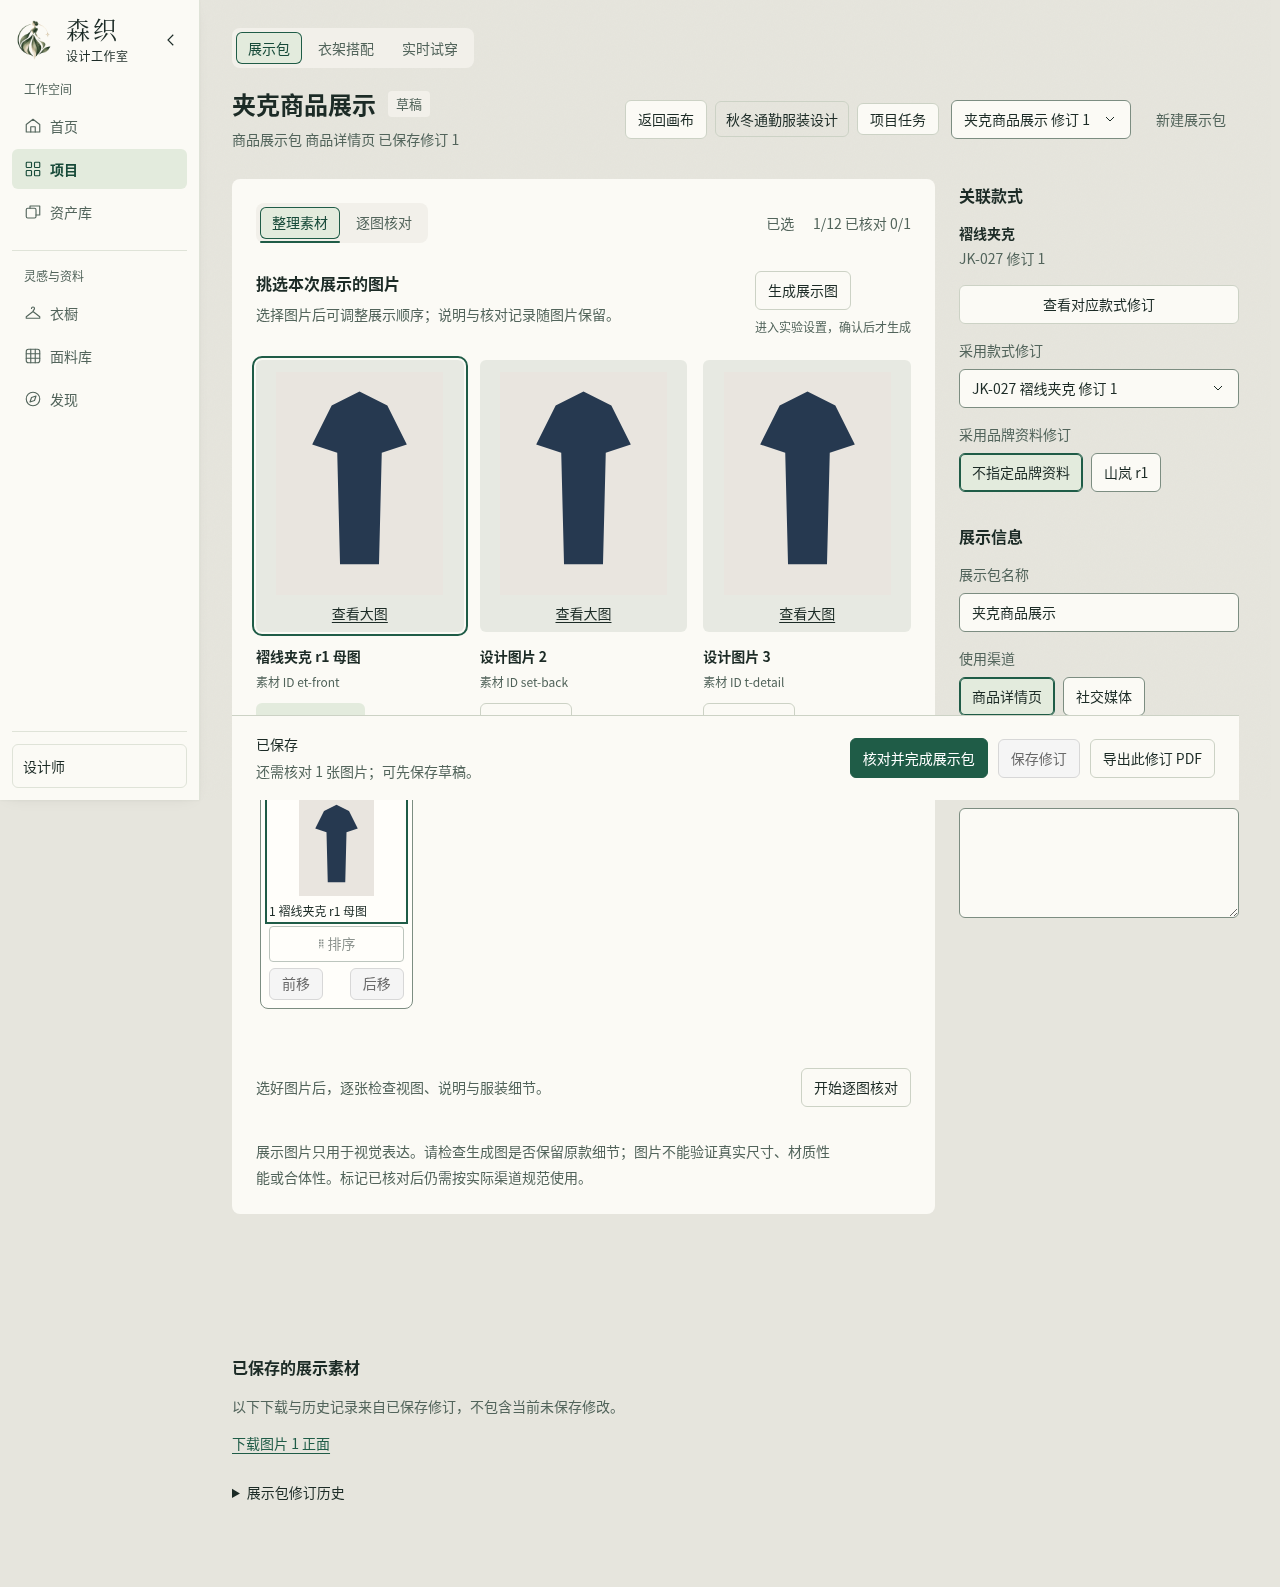 森织
设计工作室
工作空间
首页
项目
资产库
灵感与资料
衣橱
面料库
发现
设计师
展示包
衣架搭配
实时试穿
夹克商品展示 草稿
商品展示包 商品详情页 已保存修订 1
返回画布
秋冬通勤服装设计
项目任务
夹克商品展示 修订 1
新建展示包
整理素材
逐图核对
已选 1/12 已核对 0/1
挑选本次展示的图片
选择图片后可调整展示顺序；说明与核对记录随图片保留。
生成展示图
进入实验设置，确认后才生成
查看大图
查看大图
查看大图
褶线夹克 r1 母图
素材 ID et-front
设计图片 2
素材 ID set-back
设计图片 3
素材 ID t-detail
已保存
还需核对 1 张图片；可先保存草稿。
核对并完成展示包
保存修订
导出此修订 PDF
1 褶线夹克 r1 母图
⠿ 排序
前移
后移
选好图片后，逐张检查视图、说明与服装细节。
开始逐图核对
展示图片只用于视觉表达。请检查生成图是否保留原款细节；图片不能验证真实尺寸、材质性
能或合体性。标记已核对后仍需按实际渠道规范使用。
关联款式
褶线夹克
JK-027 修订 1
查看对应款式修订
采用款式修订
JK-027 褶线夹克 修订 1
采用品牌资料修订
不指定品牌资料
山岚 r1
展示信息
展示包名称
夹克商品展示
使用渠道
商品详情页
社交媒体
已保存的展示素材
以下下载与历史记录来自已保存修订，不包含当前未保存修改。
下载图片 1 正面
▶ 展示包修订历史